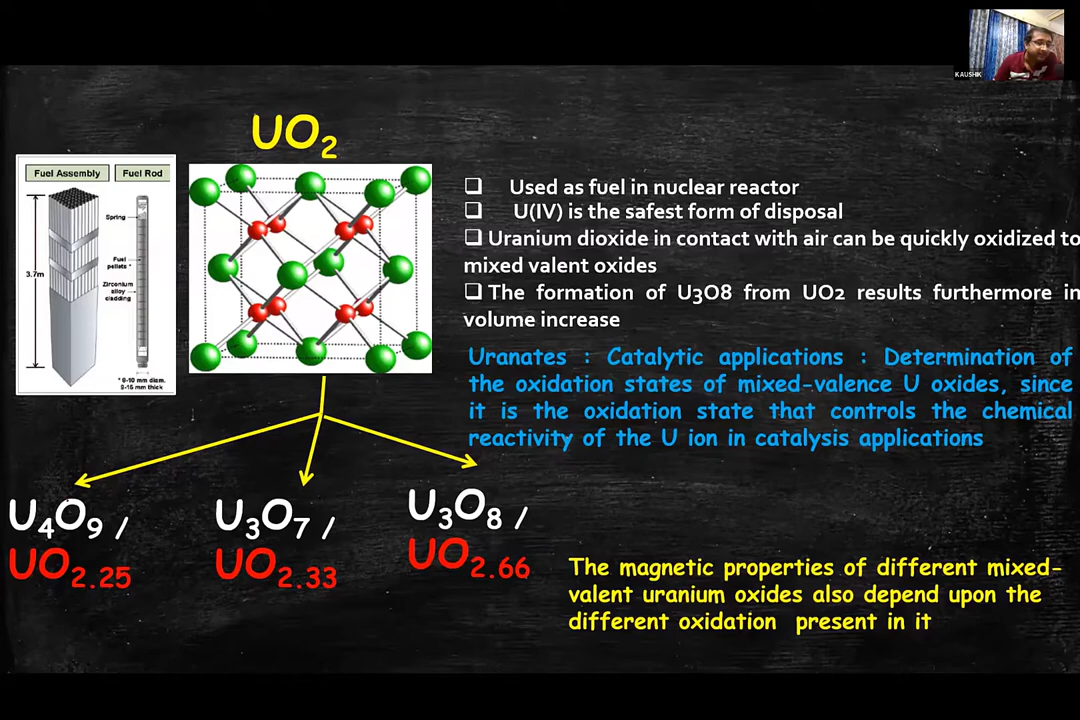 KAUSHIK
UO2
Fuel Assembly
Fuel Rod
Spring
Fuel
pellets *
3.7m
Zirconium
alloy
cladding
* 8-10 mm diam.
8-15 mm thick
❑ Used as fuel in nuclear reactor
❑ U(IV) is the safest form of disposal
❑ Uranium dioxide in contact with air can be quickly oxidized to
mixed valent oxides
❑ The formation of U3O8 from UO2 results furthermore in
volume increase
Uranates : Catalytic applications : Determination of
the oxidation states of mixed-valence U oxides, since
it is the oxidation state that controls the chemical
reactivity of the U ion in catalysis applications
U4O9 /
UO2.25
U3O7 /
UO2.33
U3O8 /
UO2.66
The magnetic properties of different mixed-
valent uranium oxides also depend upon the
different oxidation present in it